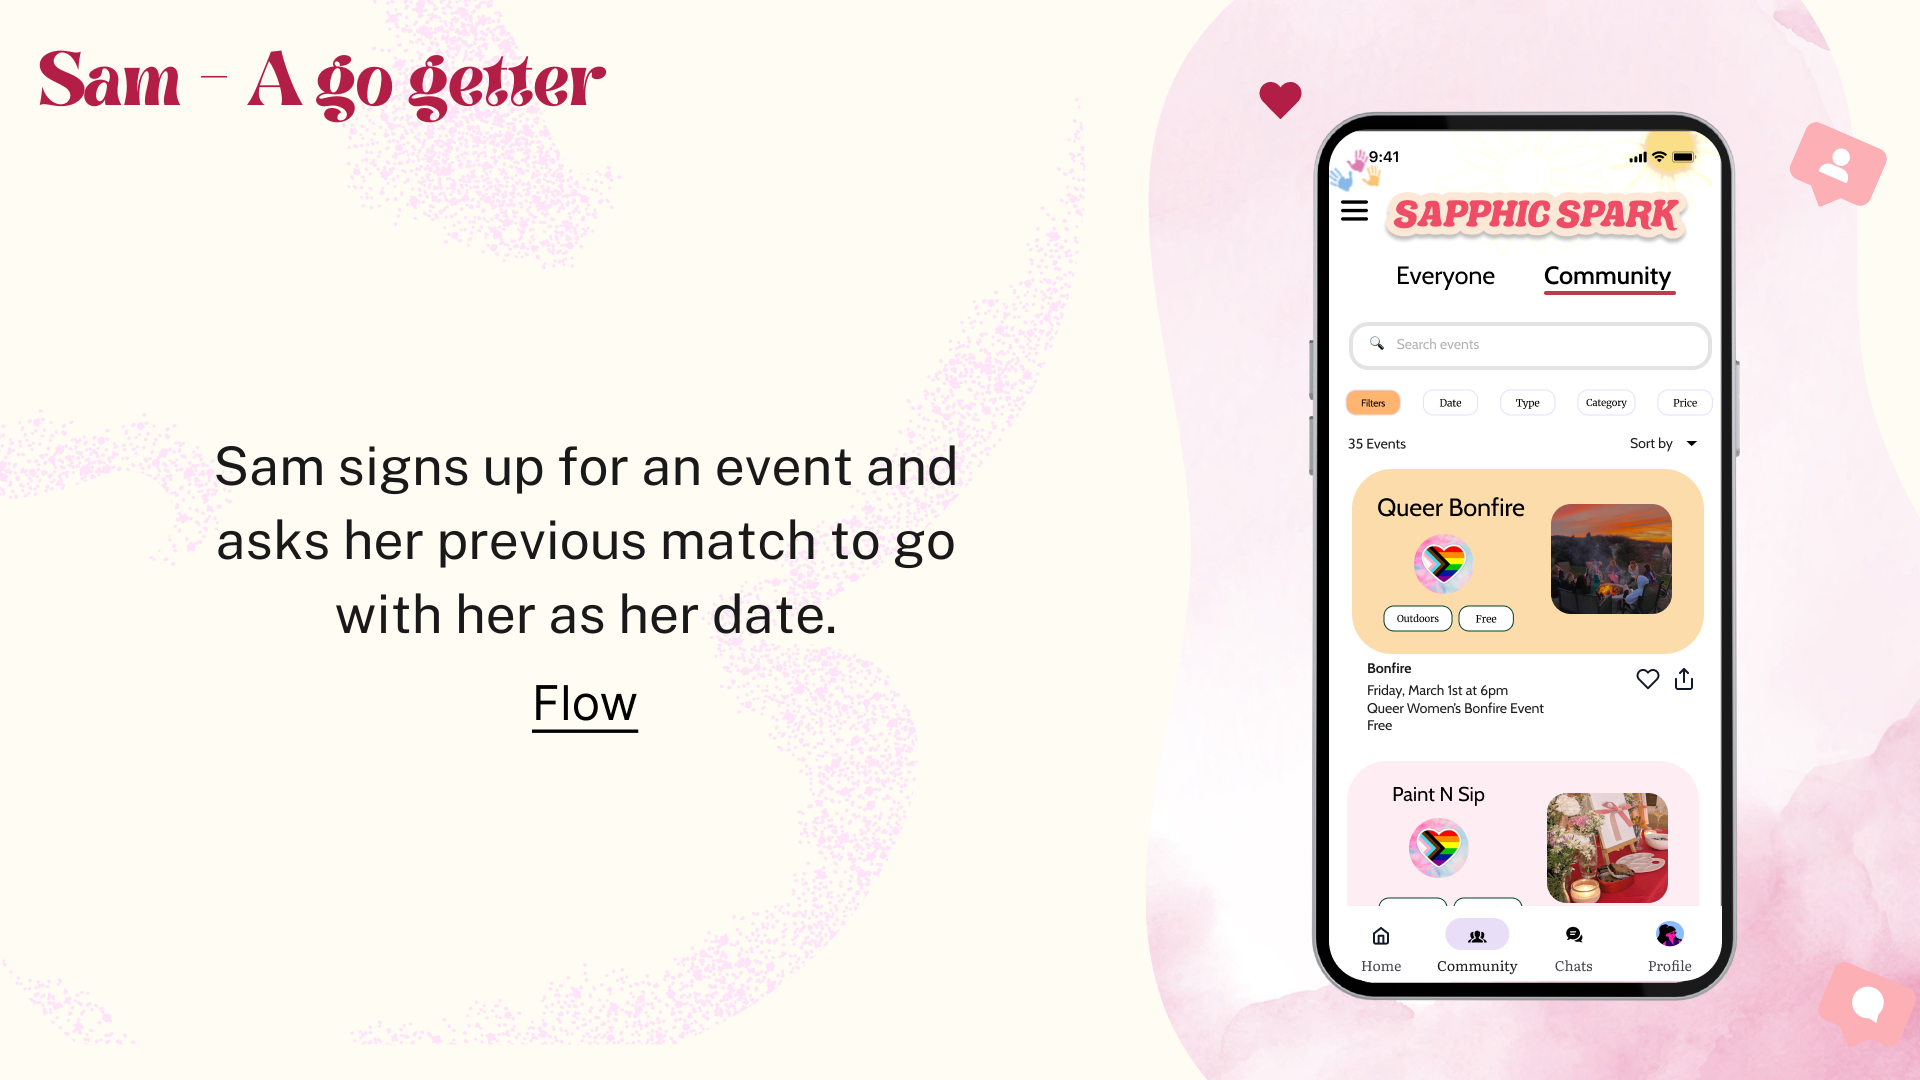 Sam - A go getter
Sam signs up for an event and
asks her previous match to go
with her as her date.
Flow
9:41
SAPPHIC SPARK
Everyone Community
Search events
Filters Date Type Category Price
35 Events Sort by
Queer Bonfire
Outdoors Free
Bonfire
Friday, March 1st at 6pm
Queer Women's Bonfire Event
Free
Paint N Sip
Home Community Chats Profile